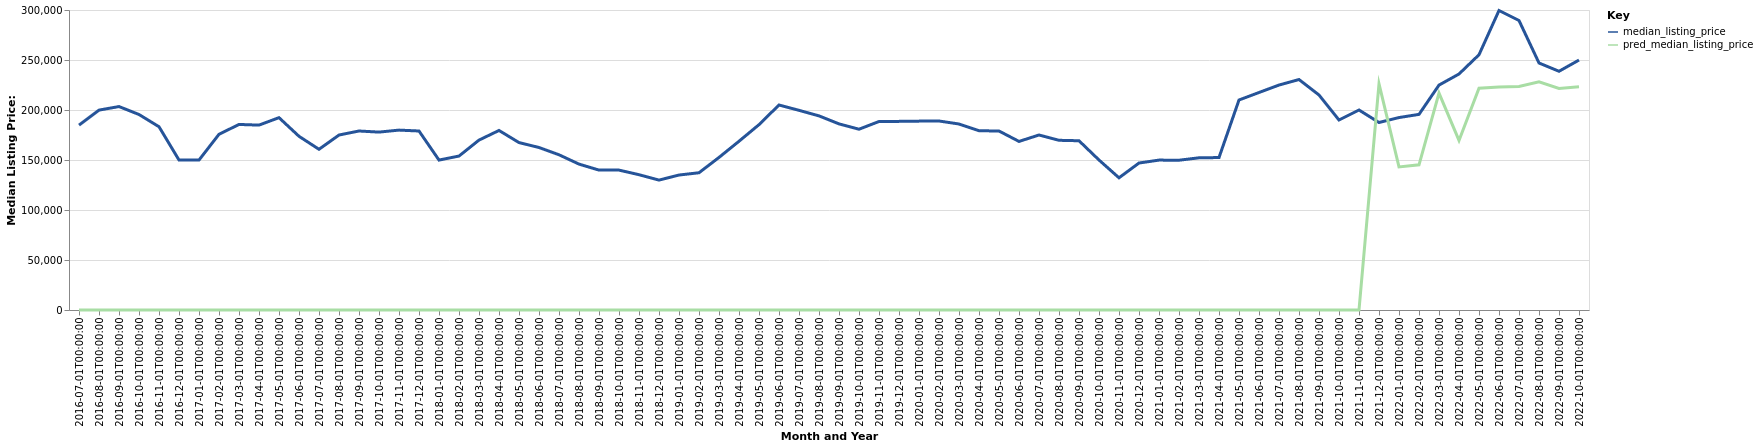 300,000
250,000
200,000
150,000
100,000
50,000
0
Median Listing Price:
2016-07-01T00:00:00
2016-08-01T00:00:00
2016-09-01T00:00:00
2016-10-01T00:00:00
2016-11-01T00:00:00
2016-12-01T00:00:00
2017-01-01T00:00:00
2017-02-01T00:00:00
2017-03-01T00:00:00
2017-04-01T00:00:00
2017-05-01T00:00:00
2017-06-01T00:00:00
2017-07-01T00:00:00
2017-08-01T00:00:00
2017-09-01T00:00:00
2017-10-01T00:00:00
2017-11-01T00:00:00
2017-12-01T00:00:00
2018-01-01T00:00:00
2018-02-01T00:00:00
2018-03-01T00:00:00
2018-04-01T00:00:00
2018-05-01T00:00:00
2018-06-01T00:00:00
2018-07-01T00:00:00
2018-08-01T00:00:00
2018-09-01T00:00:00
2018-10-01T00:00:00
2018-11-01T00:00:00
2018-12-01T00:00:00
2019-01-01T00:00:00
2019-02-01T00:00:00
2019-03-01T00:00:00
2019-04-01T00:00:00
2019-05-01T00:00:00
2019-06-01T00:00:00
2019-07-01T00:00:00
2019-08-01T00:00:00
2019-09-01T00:00:00
2019-10-01T00:00:00
2019-11-01T00:00:00
2019-12-01T00:00:00
2020-01-01T00:00:00
2020-02-01T00:00:00
2020-03-01T00:00:00
2020-04-01T00:00:00
2020-05-01T00:00:00
2020-06-01T00:00:00
2020-07-01T00:00:00
2020-08-01T00:00:00
2020-09-01T00:00:00
2020-10-01T00:00:00
2020-11-01T00:00:00
2020-12-01T00:00:00
2021-01-01T00:00:00
2021-02-01T00:00:00
2021-03-01T00:00:00
2021-04-01T00:00:00
2021-05-01T00:00:00
2021-06-01T00:00:00
2021-07-01T00:00:00
2021-08-01T00:00:00
2021-09-01T00:00:00
2021-10-01T00:00:00
2021-11-01T00:00:00
2021-12-01T00:00:00
2022-01-01T00:00:00
2022-02-01T00:00:00
2022-03-01T00:00:00
2022-04-01T00:00:00
2022-05-01T00:00:00
2022-06-01T00:00:00
2022-07-01T00:00:00
2022-08-01T00:00:00
2022-09-01T00:00:00
2022-10-01T00:00:00
Month and Year
Key
median_listing_price
pred_median_listing_price